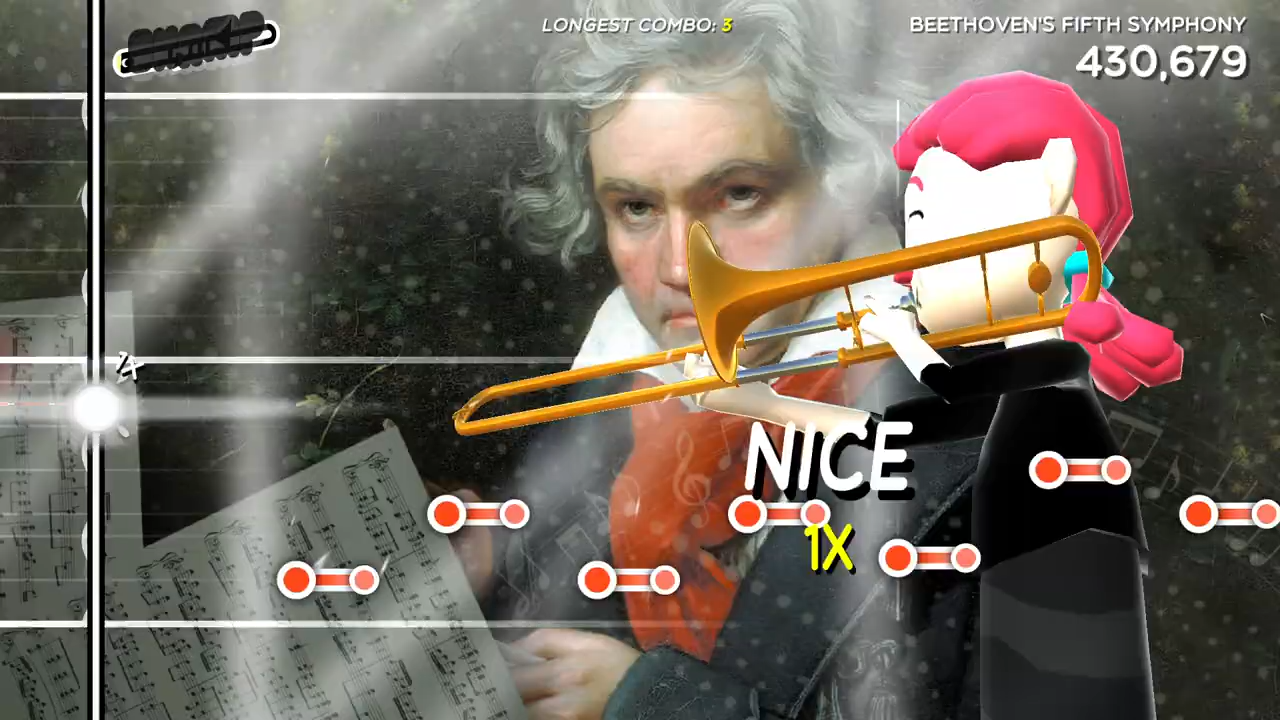 LONGEST COMBO: 3
BEETHOVEN'S FIFTH SYMPHONY
430,679
NICE
1X